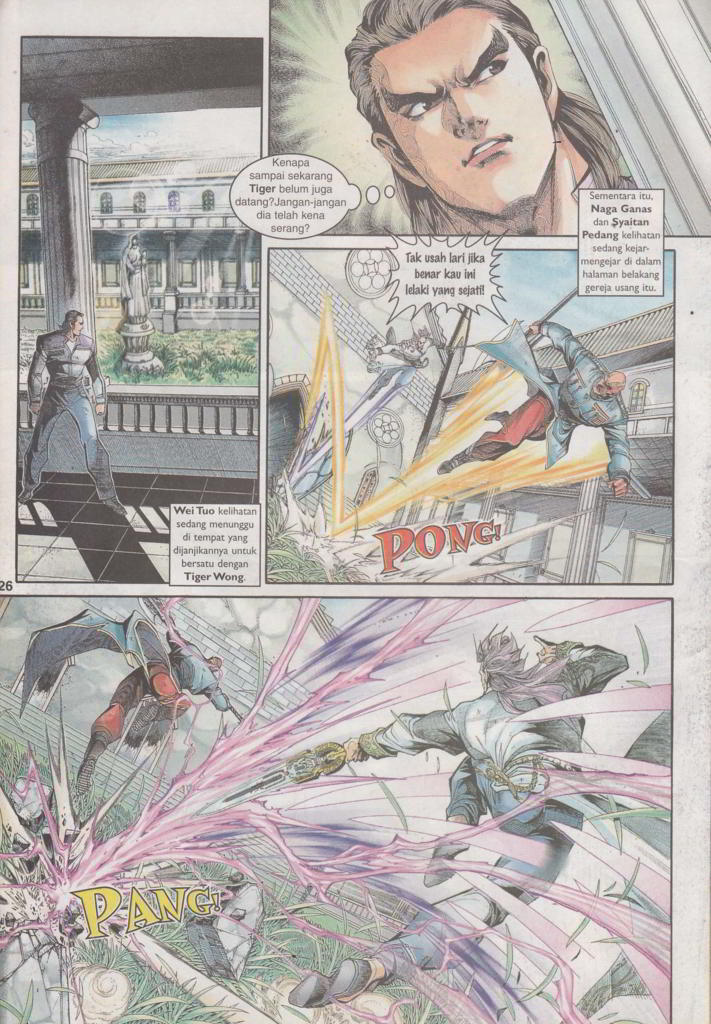 Kenapa
sampai sekarang
Tiger belum juga
datang?Jangan-jangan
dia telah kena
serang?
Wei Tuo kelihatan
sedang menunggu
di tempat yang
dijanjikannya untuk
bersatu dengan
Tiger Wong.
Sementara itu,
Naga Ganas
dan Syaitan
Pedang kelihatan
sedang kejar-
mengejar di dalam
halaman belakang
gereja usang itu.
Tak usah lari jika
benar kau ini
lelaki yang sejati!
PONG!
26
PANG!